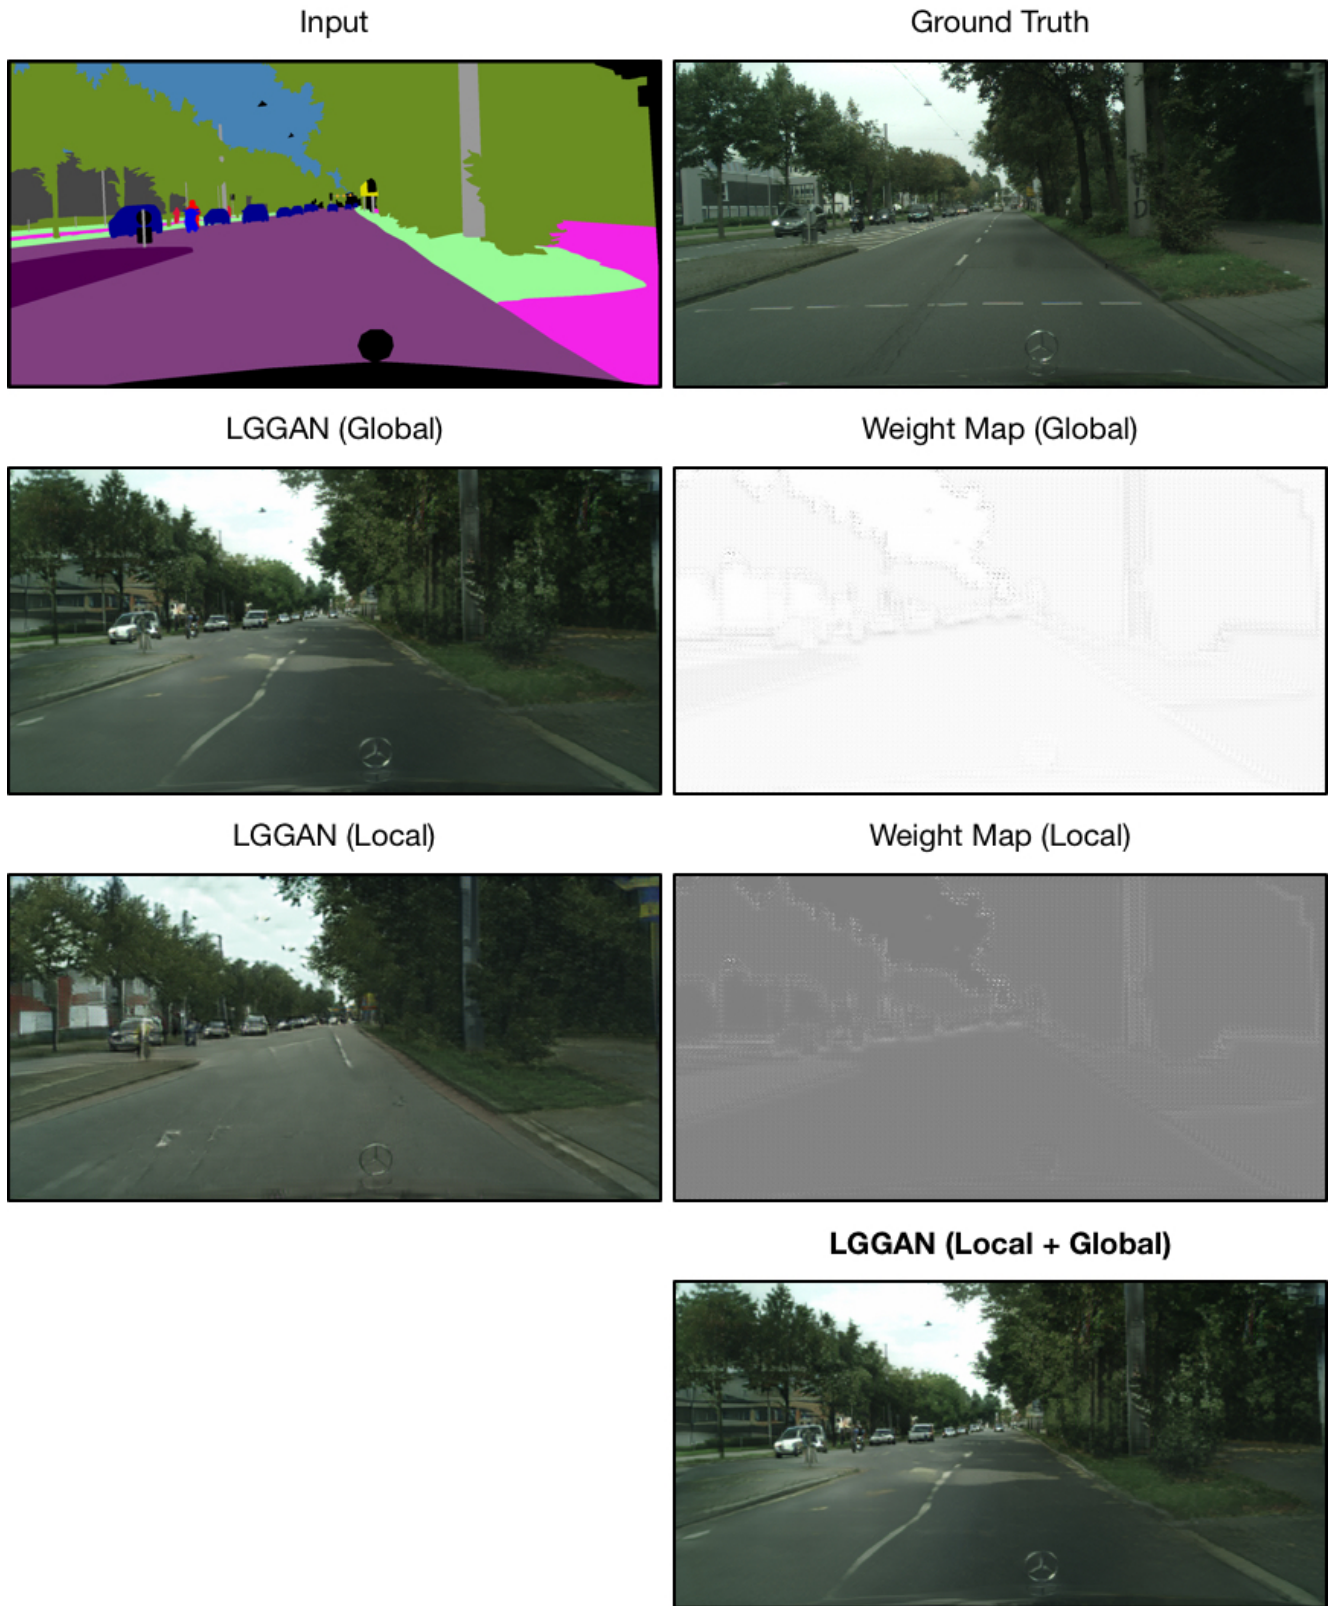 Input
Ground Truth
LGGAN (Global)
Weight Map (Global)
LGGAN (Local)
Weight Map (Local)
LGGAN (Local + Global)